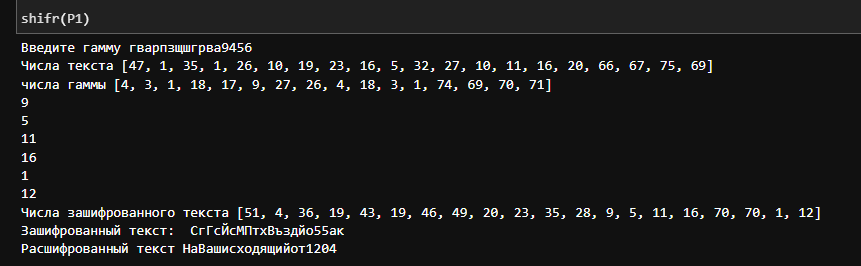 shifr(P1)
Введите гамму гварпзщшгрва9456
Числа текста [47, 1, 35, 1, 26, 10, 19, 23, 16, 5, 32, 27, 10, 11, 16, 20, 66, 67, 75, 69]
числа гаммы [4, 3, 1, 18, 17, 9, 27, 26, 4, 18, 3, 1, 74, 69, 70, 71]
9
5
11
16
1
12
Числа зашифрованного текста [51, 4, 36, 19, 43, 19, 46, 49, 20, 23, 35, 28, 9, 5, 11, 16, 70, 70, 1, 12]
Зашифрованный текст:  СгГсЙсМПтхВъздйо55ак
Расшифрованный текст НаВашисходящийот1204